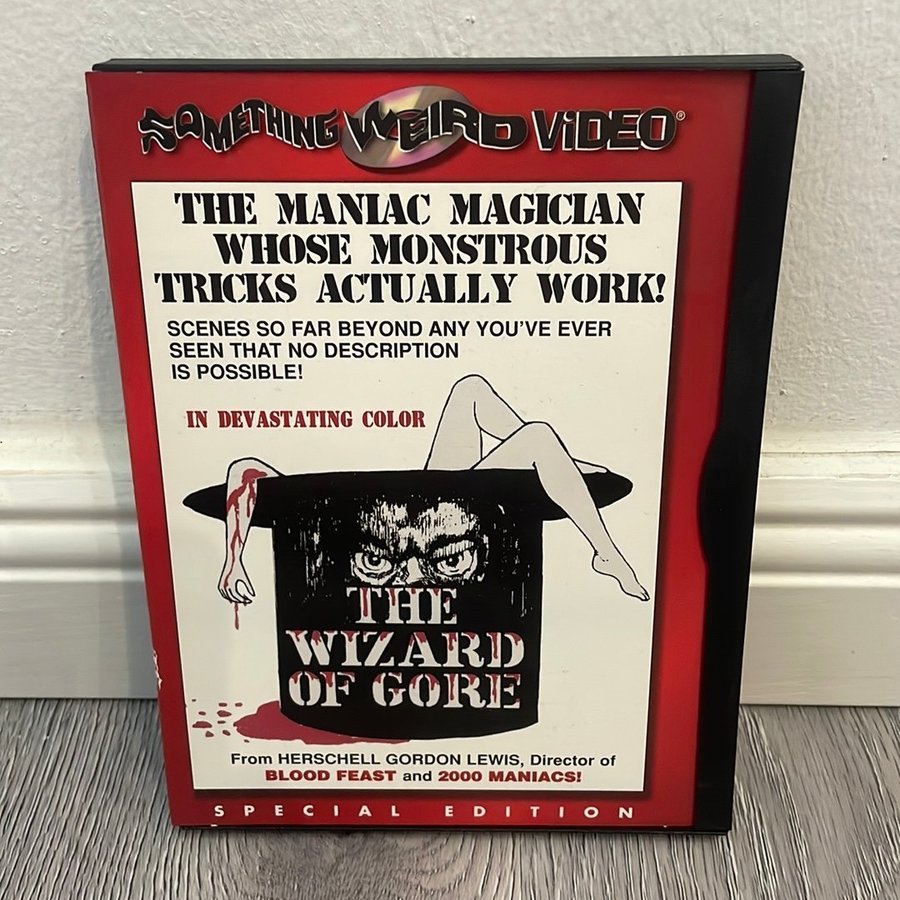 SOMETHING WEIRD VIDEO®
THE MANIAC MAGICIAN
WHOSE MONSTROUS
TRICKS ACTUALLY WORK!
SCENES SO FAR BEYOND ANY YOU'VE EVER
SEEN THAT NO DESCRIPTION
IS POSSIBLE!
IN DEVASTATING COLOR
THE
WIZARD
OF GORE
From HERSCHELL GORDON LEWIS, Director of
BLOOD FEAST and 2000 MANIACS!
SPECIAL EDITION